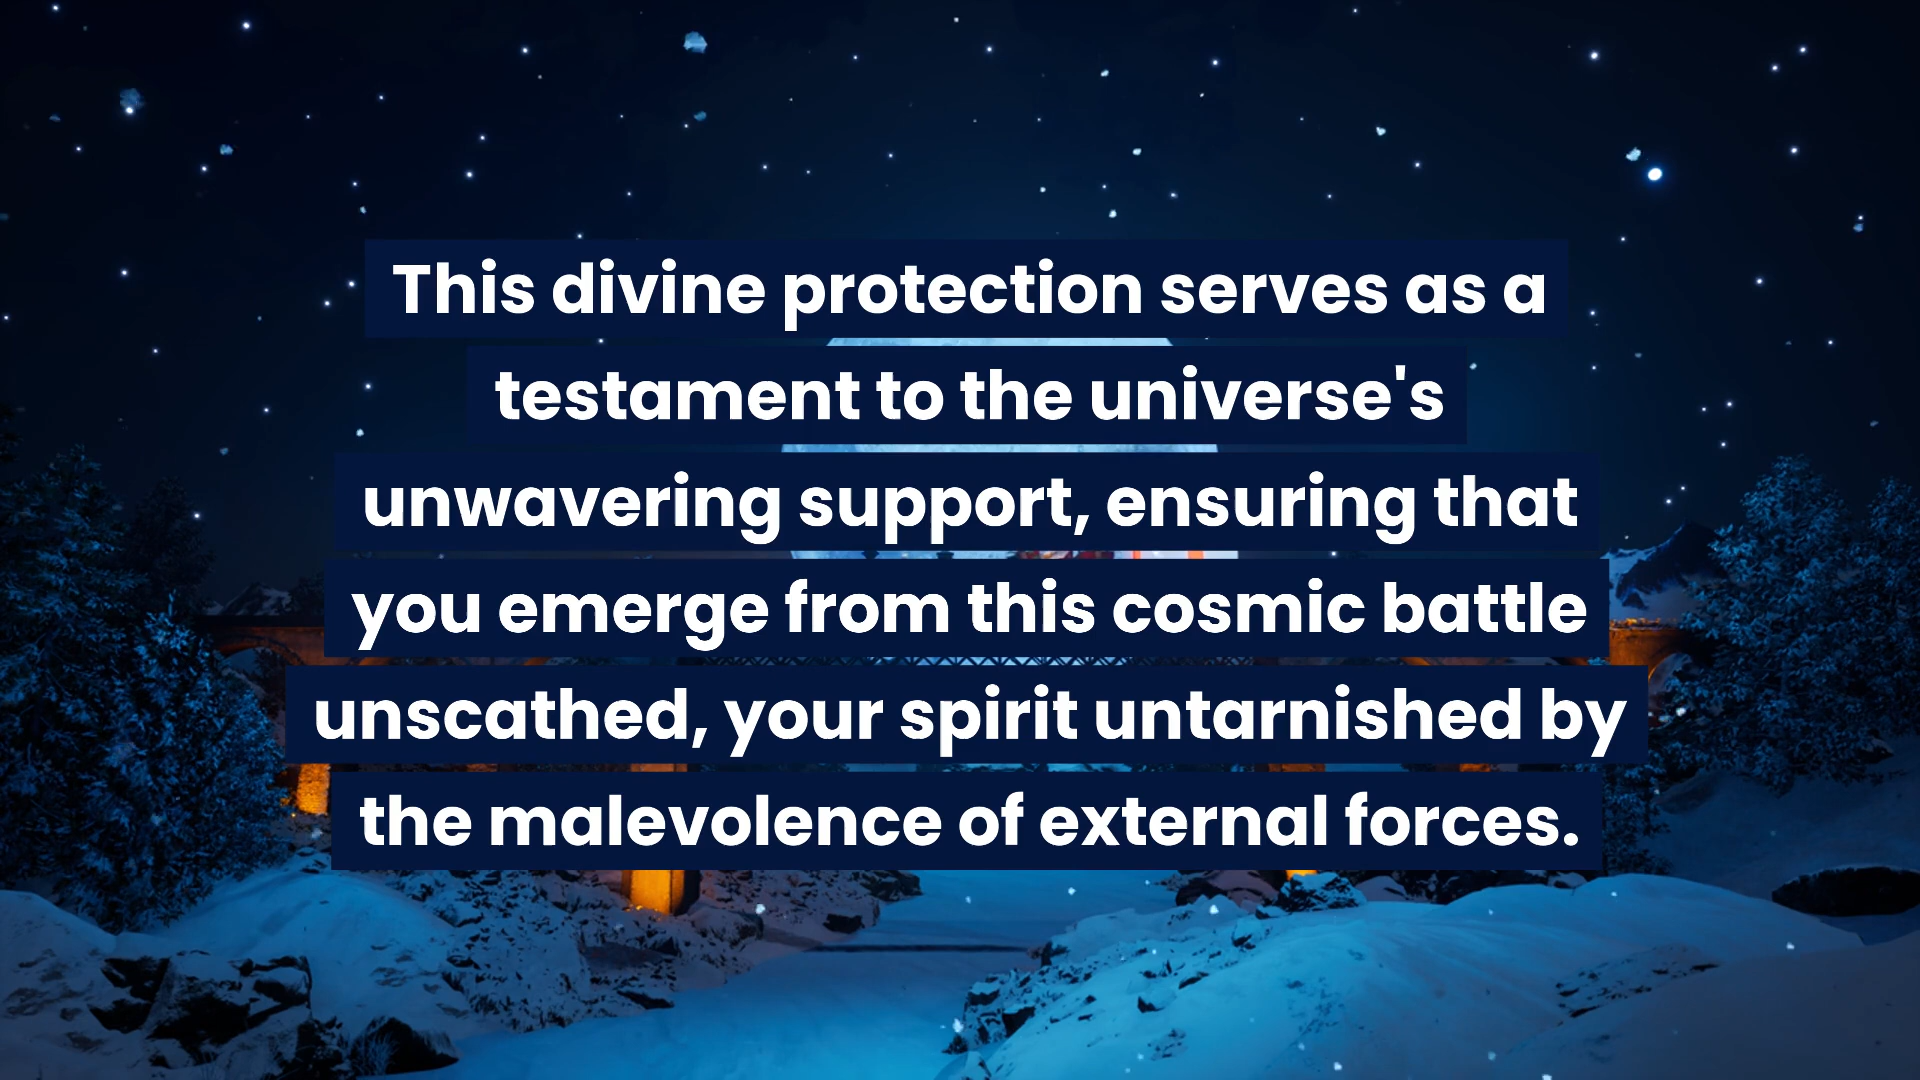 This divine protection serves as a
testament to the universe's
unwavering support, ensuring that
you emerge from this cosmic battle
unscathed, your spirit untarnished by
the malevolence of external forces.